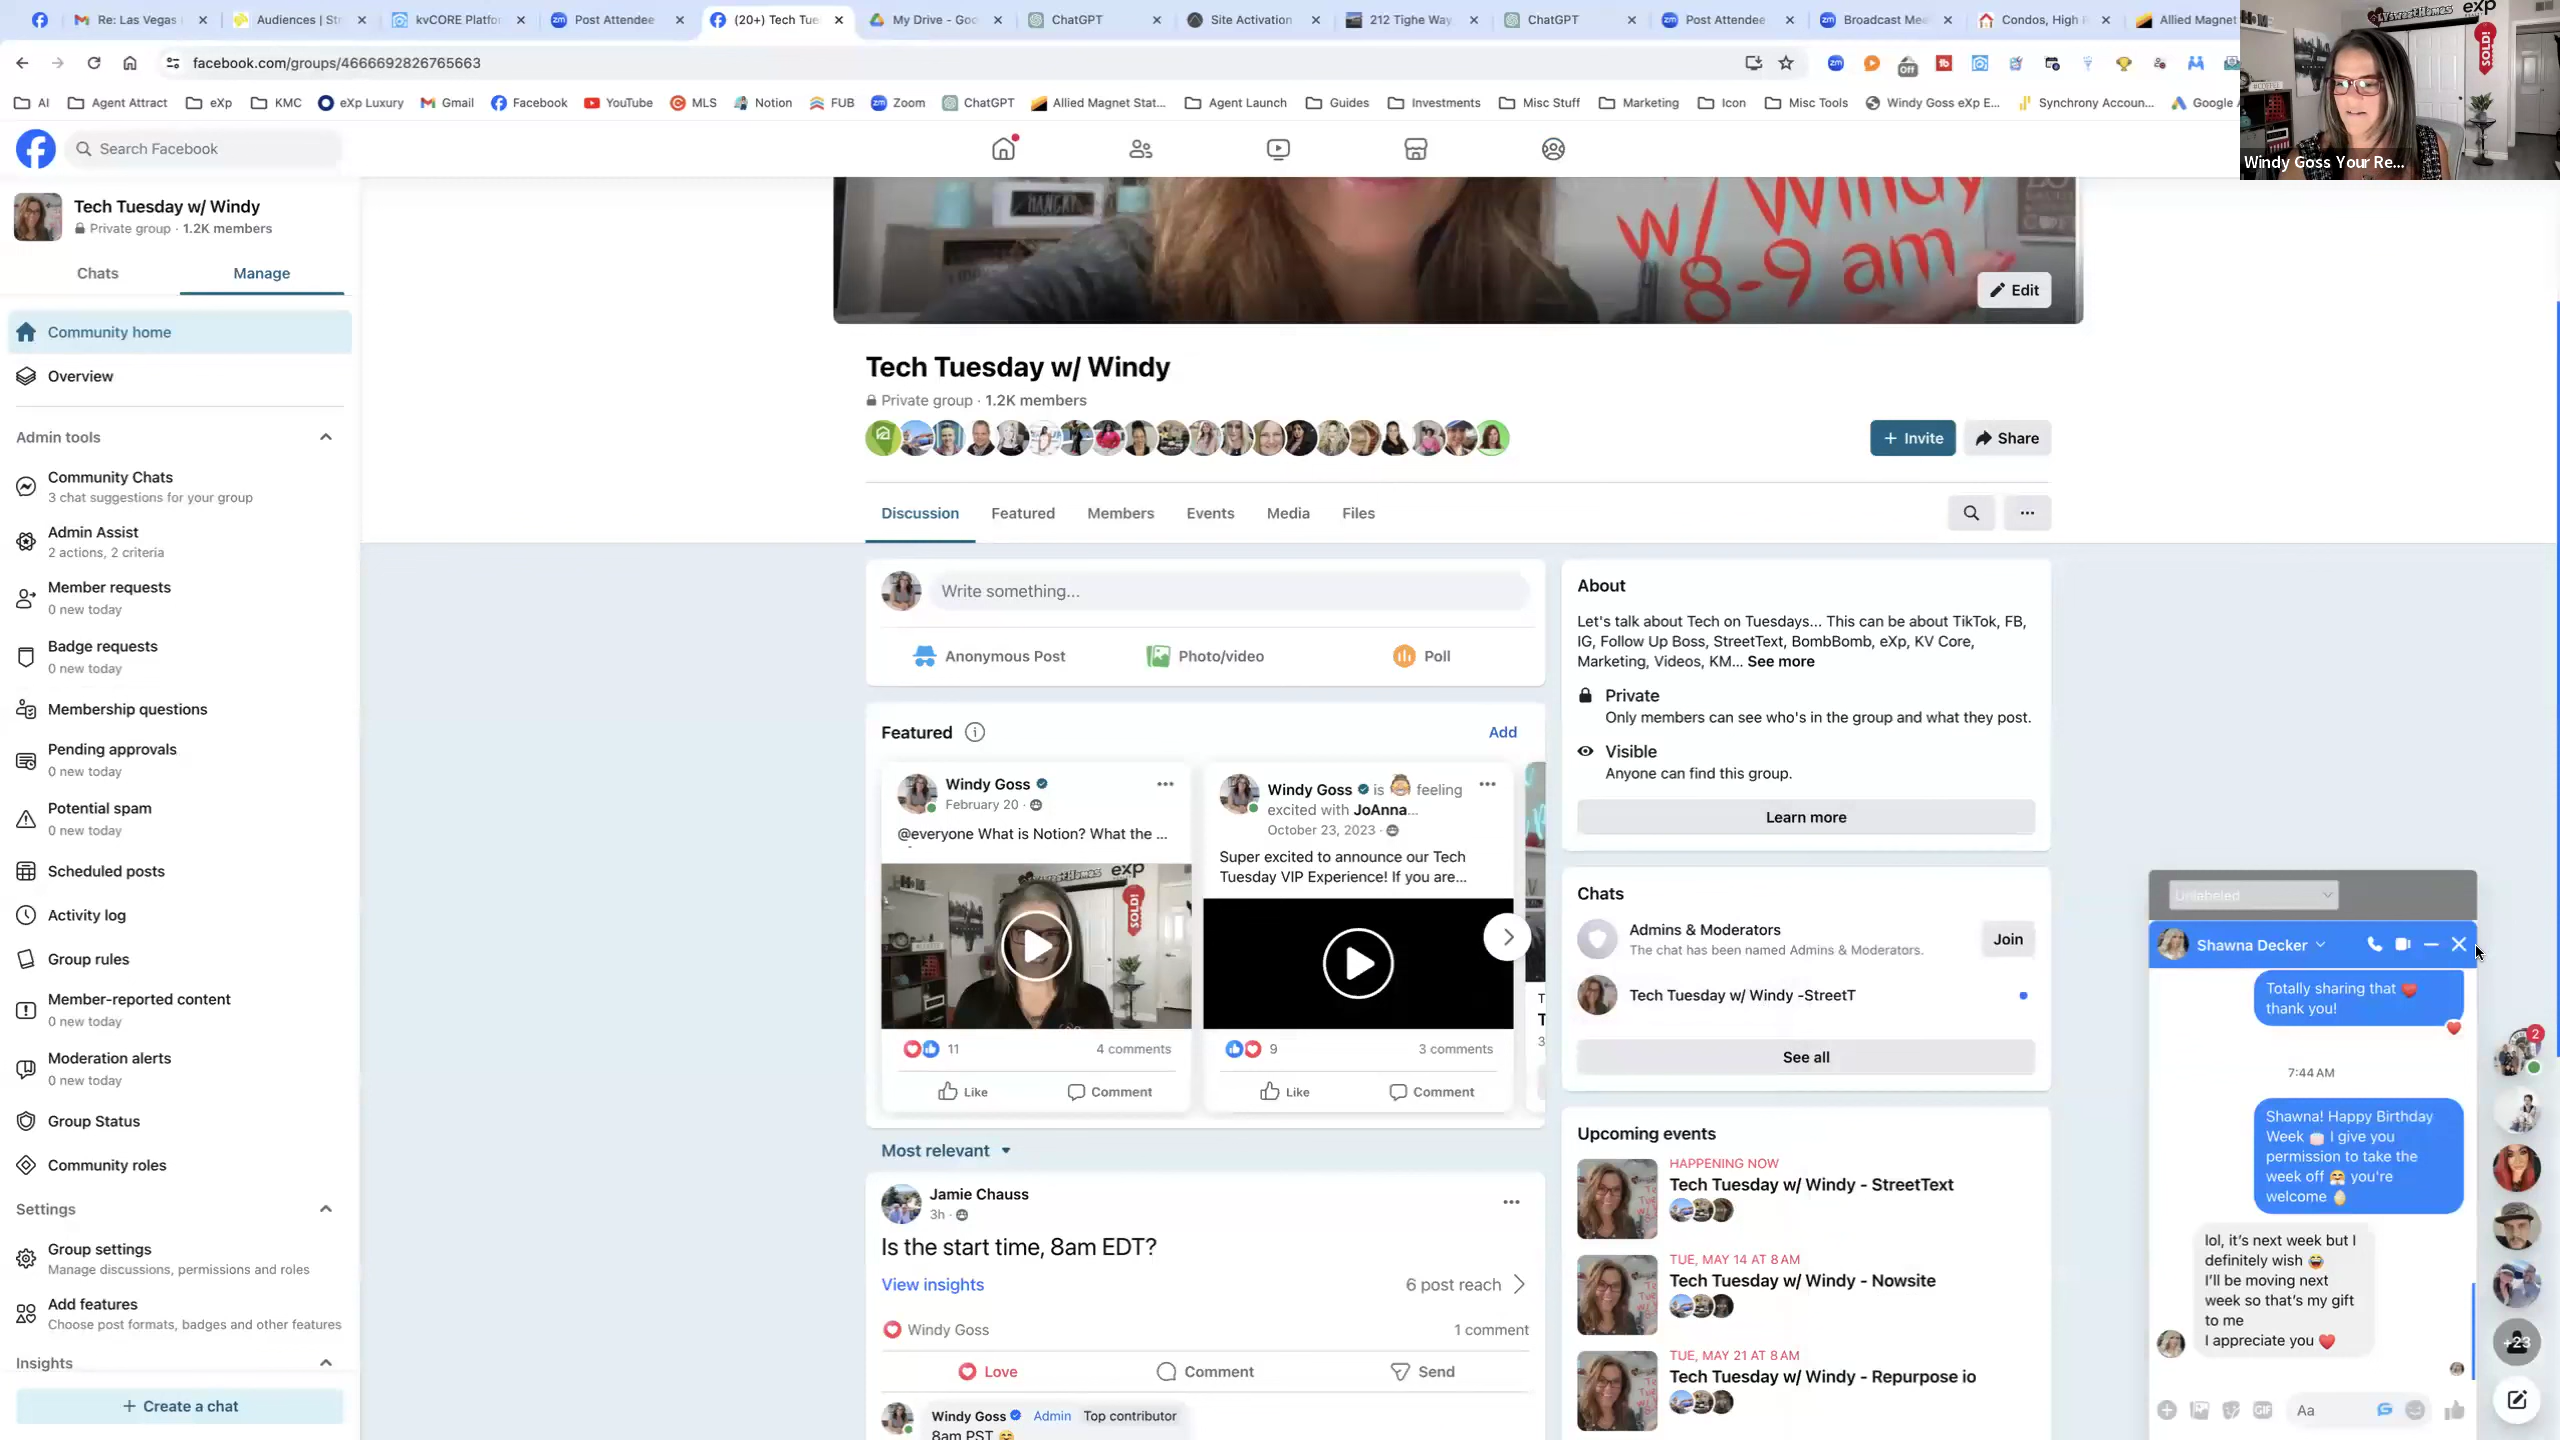 Re: Las Vegas
Audiences | Str
kvCORE Platfor
Post Attendee
(20+) Tech Tue
My Drive - Goo
ChatGPT
Site Activation
212 Tighe Way
ChatGPT
Post Attendee
Broadcast Mee
Condos, High R
Allied Magnet
facebook.com/groups/4666692826765663
Off
AI
Agent Attract
eXp
KMC
eXp Luxury
Gmail
Facebook
YouTube
MLS
Notion
FUB
Zoom
ChatGPT
Allied Magnet Stat...
Agent Launch
Guides
Investments
Misc Stuff
Marketing
Icon
Misc Tools
Windy Goss eXp E...
Synchrony Accoun...
Google A
exp
SOLD!
Windy Goss Your Re...
Search Facebook
Tech Tuesday w/ Windy
Private group · 1.2K members
Chats
Manage
Community home
Overview
Admin tools
Community Chats
3 chat suggestions for your group
Admin Assist
2 actions, 2 criteria
Member requests
0 new today
Badge requests
0 new today
Membership questions
Pending approvals
0 new today
Potential spam
0 new today
Scheduled posts
Activity log
Group rules
Member-reported content
0 new today
Moderation alerts
0 new today
Group Status
Community roles
Settings
Group settings
Manage discussions, permissions and roles
Add features
Choose post formats, badges and other features
Insights
+ Create a chat
HANGRY
w/ Windy
8-9 am
Edit
Tech Tuesday w/ Windy
Private group · 1.2K members
+ Invite
Share
Discussion
Featured
Members
Events
Media
Files
Write something...
Anonymous Post
Photo/video
Poll
Featured
Add
Windy Goss
February 20 ·
@everyone What is Notion? What the ...
exp
SOLD!
11
4 comments
Like
Comment
Windy Goss is 🤗 feeling
excited with JoAnna...
October 23, 2023 ·
Super excited to announce our Tech
Tuesday VIP Experience! If you are...
9
3 comments
Like
Comment
Most relevant
Jamie Chauss
3h ·
Is the start time, 8am EDT?
View insights
6 post reach
Windy Goss
1 comment
Love
Comment
Send
Windy Goss Admin Top contributor
8am PST 🤗
About
Let's talk about Tech on Tuesdays... This can be about TikTok, FB,
IG, Follow Up Boss, StreetText, BombBomb, eXp, KV Core,
Marketing, Videos, KM... See more
Private
Only members can see who's in the group and what they post.
Visible
Anyone can find this group.
Learn more
Chats
Admins & Moderators
The chat has been named Admins & Moderators.
Join
Tech Tuesday w/ Windy -StreetT
See all
Upcoming events
HAPPENING NOW
Tech Tuesday w/ Windy - StreetText
TUE, MAY 14 AT 8 AM
Tech Tuesday w/ Windy - Nowsite
TUE, MAY 21 AT 8 AM
Tech Tuesday w/ Windy - Repurpose io
Unlabeled
Shawna Decker
Totally sharing that ❤️
thank you!
7:44 AM
Shawna! Happy Birthday
Week 🎂 I give you
permission to take the
week off 🤗 you're
welcome
lol, it's next week but I
definitely wish 😂
I'll be moving next
week so that's my gift
to me
I appreciate you ❤️
Aa
GIF
2
+23